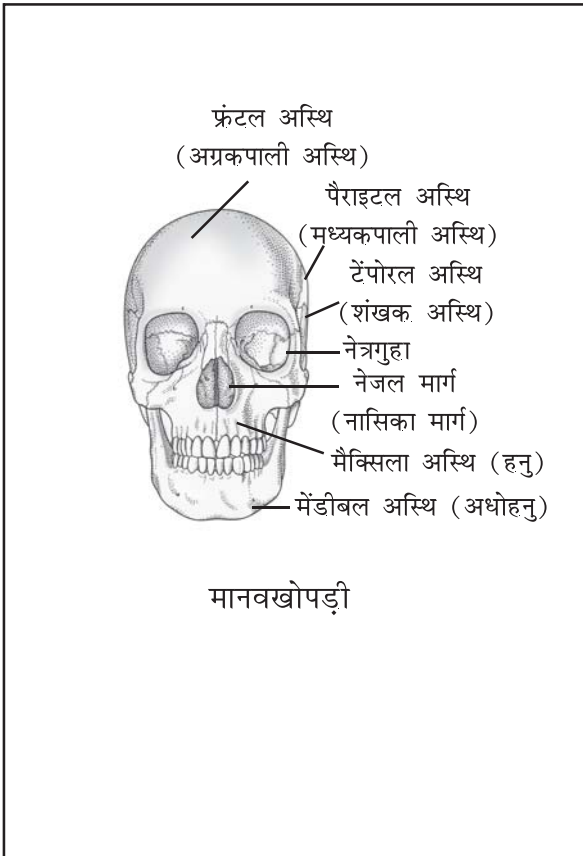 फ्रंटल अस्थि
(अग्रकपाली अस्थि)
पैराइटल अस्थि
(मध्यकपाली अस्थि)
टेंपोरल अस्थि
(शंखक अस्थि)
नेत्रगुहा
नेजल मार्ग
(नासिका मार्ग)
मैक्सिला अस्थि (हनु)
मेंडीबल अस्थि (अधोहनु)
मानवखोपड़ी